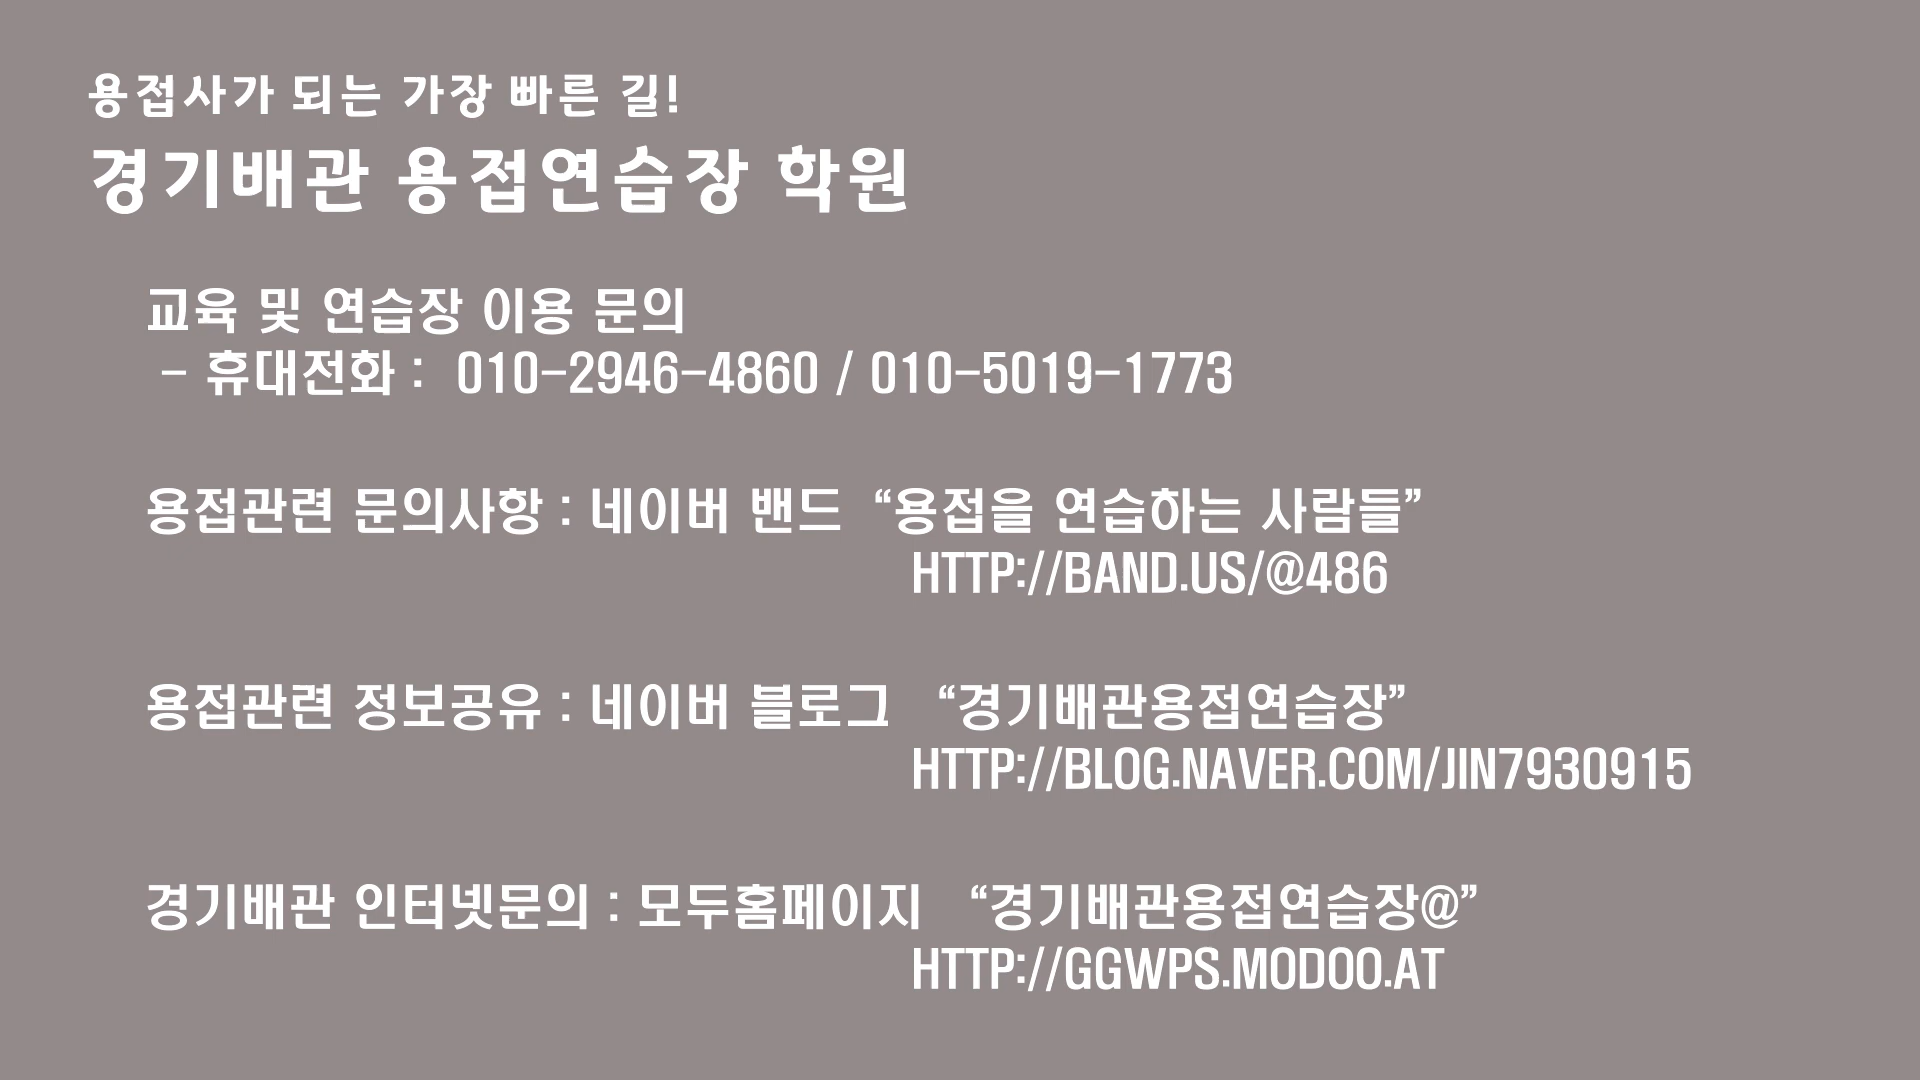 용접사가 되는 가장 빠른 길!
경기배관 용접연습장 학원
교육 및 연습장 이용 문의
- 휴대전화 : 010-2946-4860 / 010-5019-1773
용접관련 문의사항 : 네이버 밴드 “용접을 연습하는 사람들”
HTTP://BAND.US/@486
용접관련 정보공유 : 네이버 블로그 “경기배관용접연습장”
HTTP://BLOG.NAVER.COM/JIN7930915
경기배관 인터넷문의 : 모두홈페이지 “경기배관용접연습장@”
HTTP://GGWPS.MODOO.AT